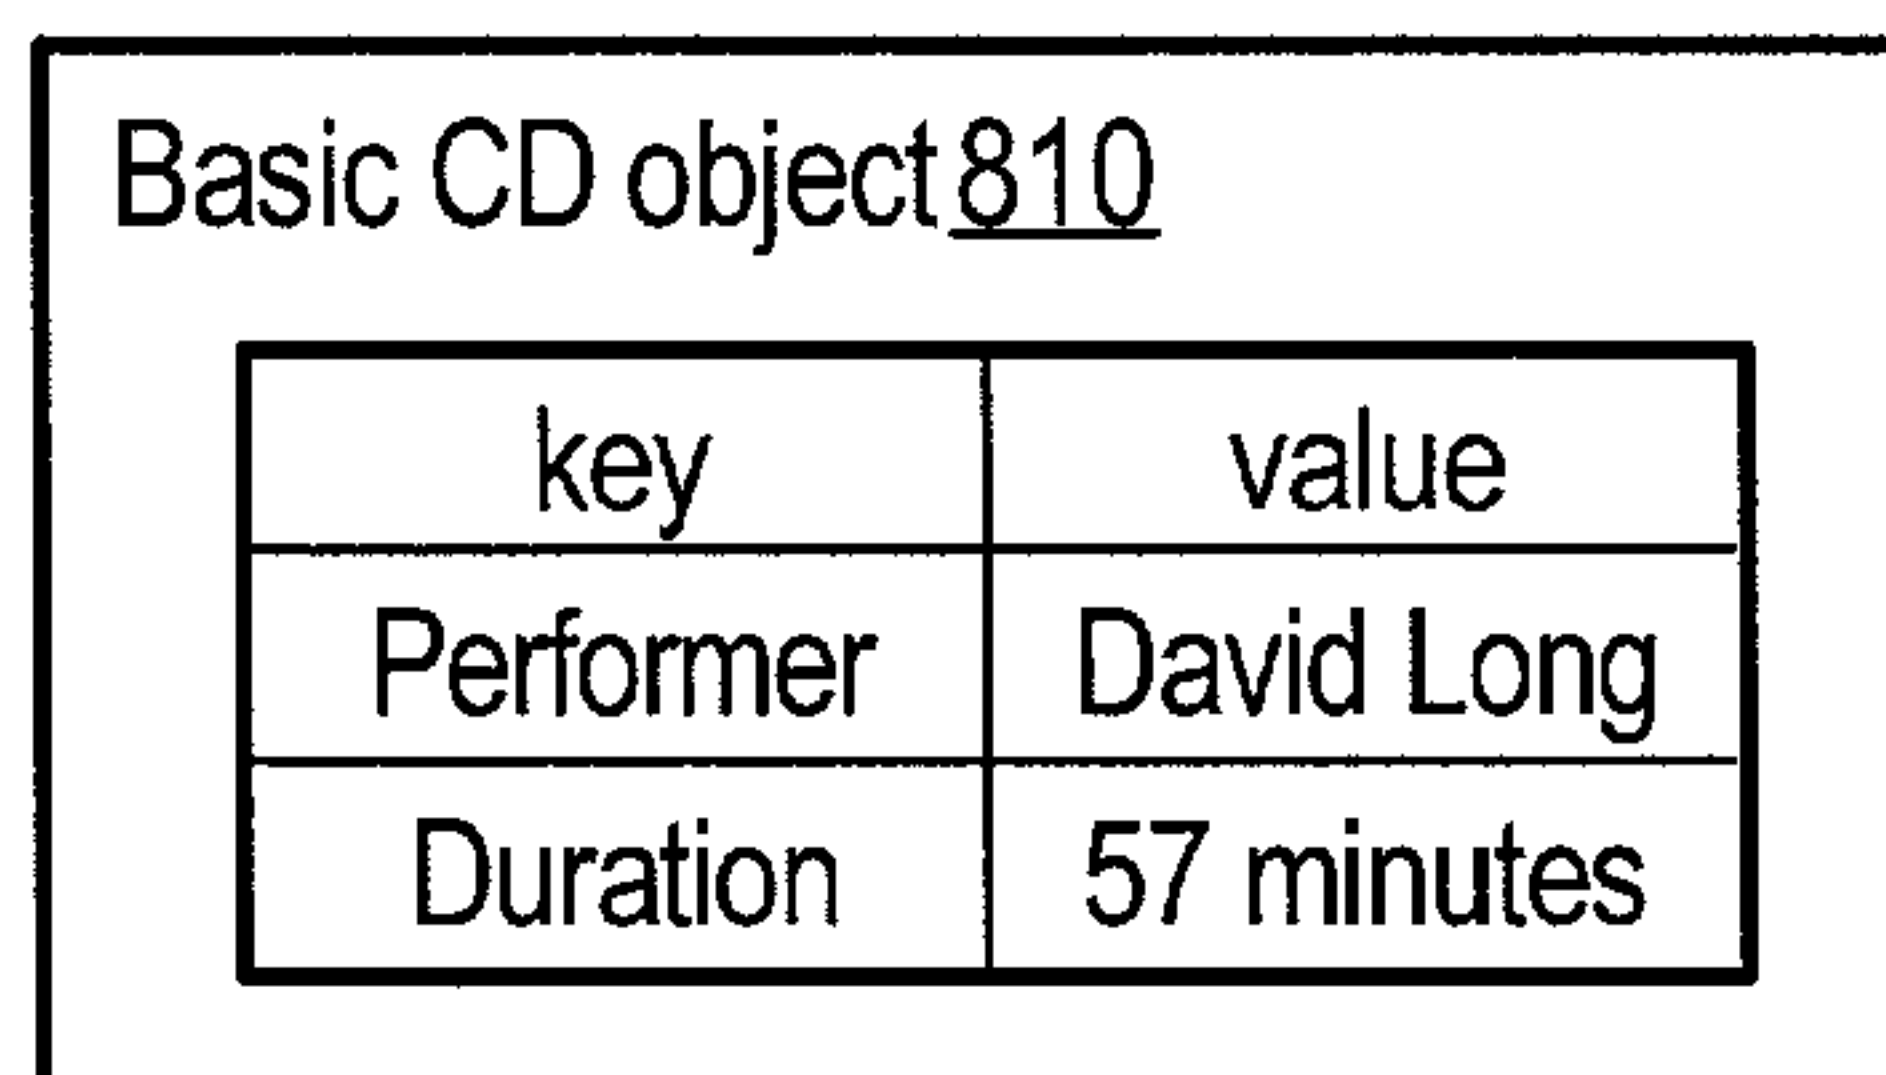 Basic CD object 810
key value
Performer David Long
Duration 57 minutes